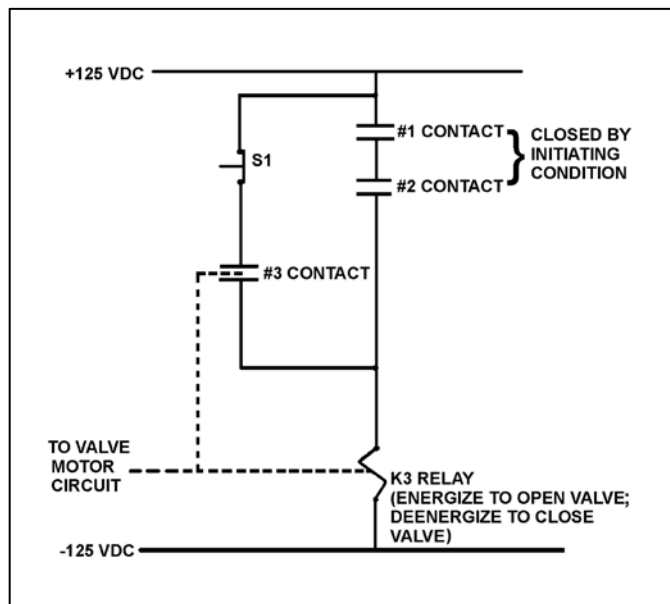 +125 VDC
#1 CONTACT
CLOSED BY
INITIATING
CONDITION
S1
#2 CONTACT
#3 CONTACT
TO VALVE
MOTOR
CIRCUIT
K3 RELAY
(ENERGIZE TO OPEN VALVE;
DEENERGIZE TO CLOSE
VALVE)
-125 VDC